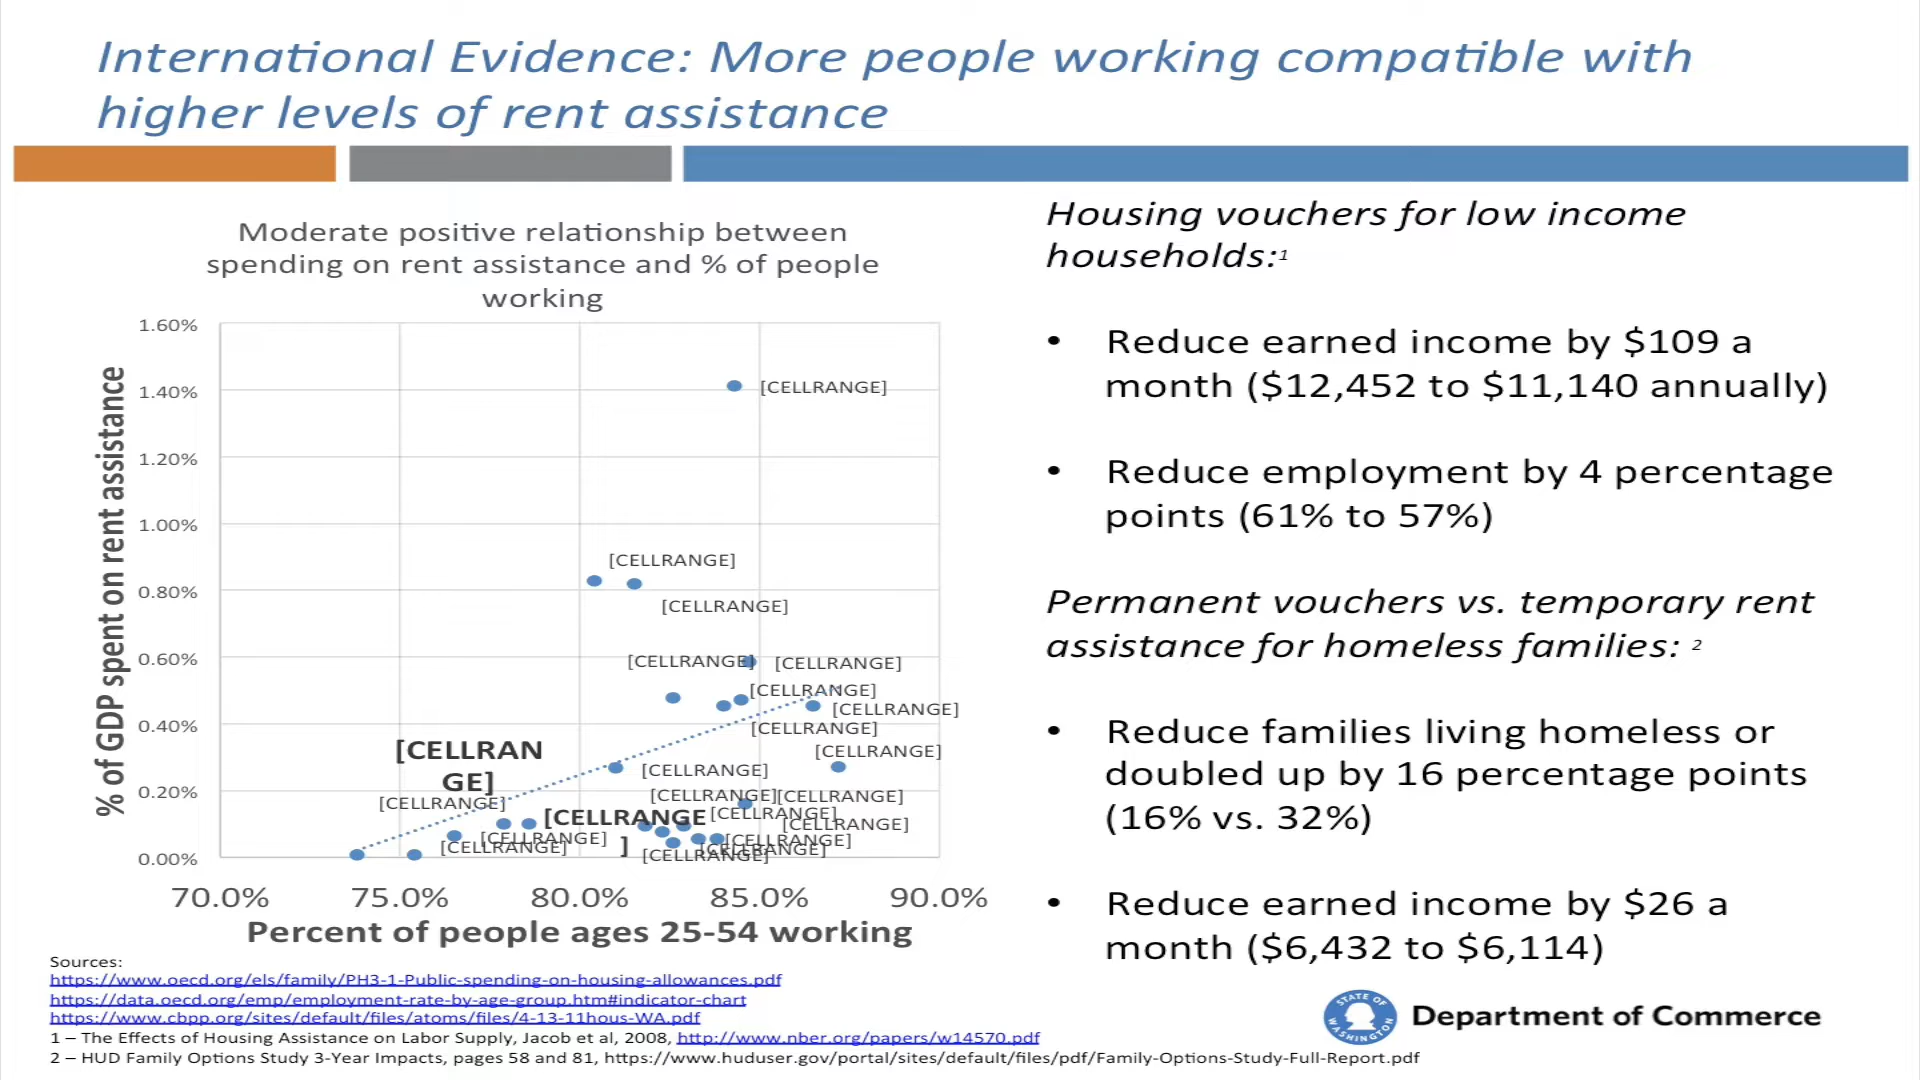 International Evidence: More people working compatible with
higher levels of rent assistance
Moderate positive relationship between
spending on rent assistance and % of people
working
% of GDP spent on rent assistance
1.60%
1.40%
1.20%
1.00%
0.80%
0.60%
0.40%
0.20%
0.00%
[CELLRANGE]
[CELLRANGE]
[CELLRANGE]
[CELLRANGE]
[CELLRANGE]
[CELLRANGE]
[CELLRANGE]
[CELLRANGE]
[CELLRANGE]
[CELLRAN
GE]
[CELLRANGE]
[CELLRANGE]
[CELLRANGE]
[CELLRANGE]
[CELLRANGE
]
[CELLRANGE]
[CELLRANGE]
[CELLRANGE]
[CELLRANGE]
[CELLRANGE]
[CELLRANGE]
[CELLRANGE]
70.0% 75.0% 80.0% 85.0% 90.0%
Percent of people ages 25-54 working
Housing vouchers for low income
households:1
• Reduce earned income by $109 a
month ($12,452 to $11,140 annually)
• Reduce employment by 4 percentage
points (61% to 57%)
Permanent vouchers vs. temporary rent
assistance for homeless families: 2
• Reduce families living homeless or
doubled up by 16 percentage points
(16% vs. 32%)
• Reduce earned income by $26 a
month ($6,432 to $6,114)
Sources:
https://www.oecd.org/els/family/PH3-1-Public-spending-on-housing-allowances.pdf
https://data.oecd.org/emp/employment-rate-by-age-group.htm#indicator-chart
https://www.cbpp.org/sites/default/files/atoms/files/4-13-11hous-WA.pdf
1 – The Effects of Housing Assistance on Labor Supply, Jacob et al, 2008, http://www.nber.org/papers/w14570.pdf
2 – HUD Family Options Study 3-Year Impacts, pages 58 and 81, https://www.huduser.gov/portal/sites/default/files/pdf/Family-Options-Study-Full-Report.pdf
STATE OF
WASHINGTON
Department of Commerce